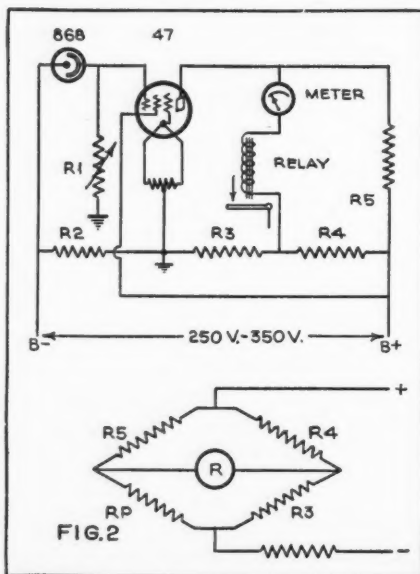 868 47
METER
R1
RELAY
R5
R2 R3 R4
B- 250 V.-350 V. B+
+
R5 R4
R
RP R3
FIG.2 -